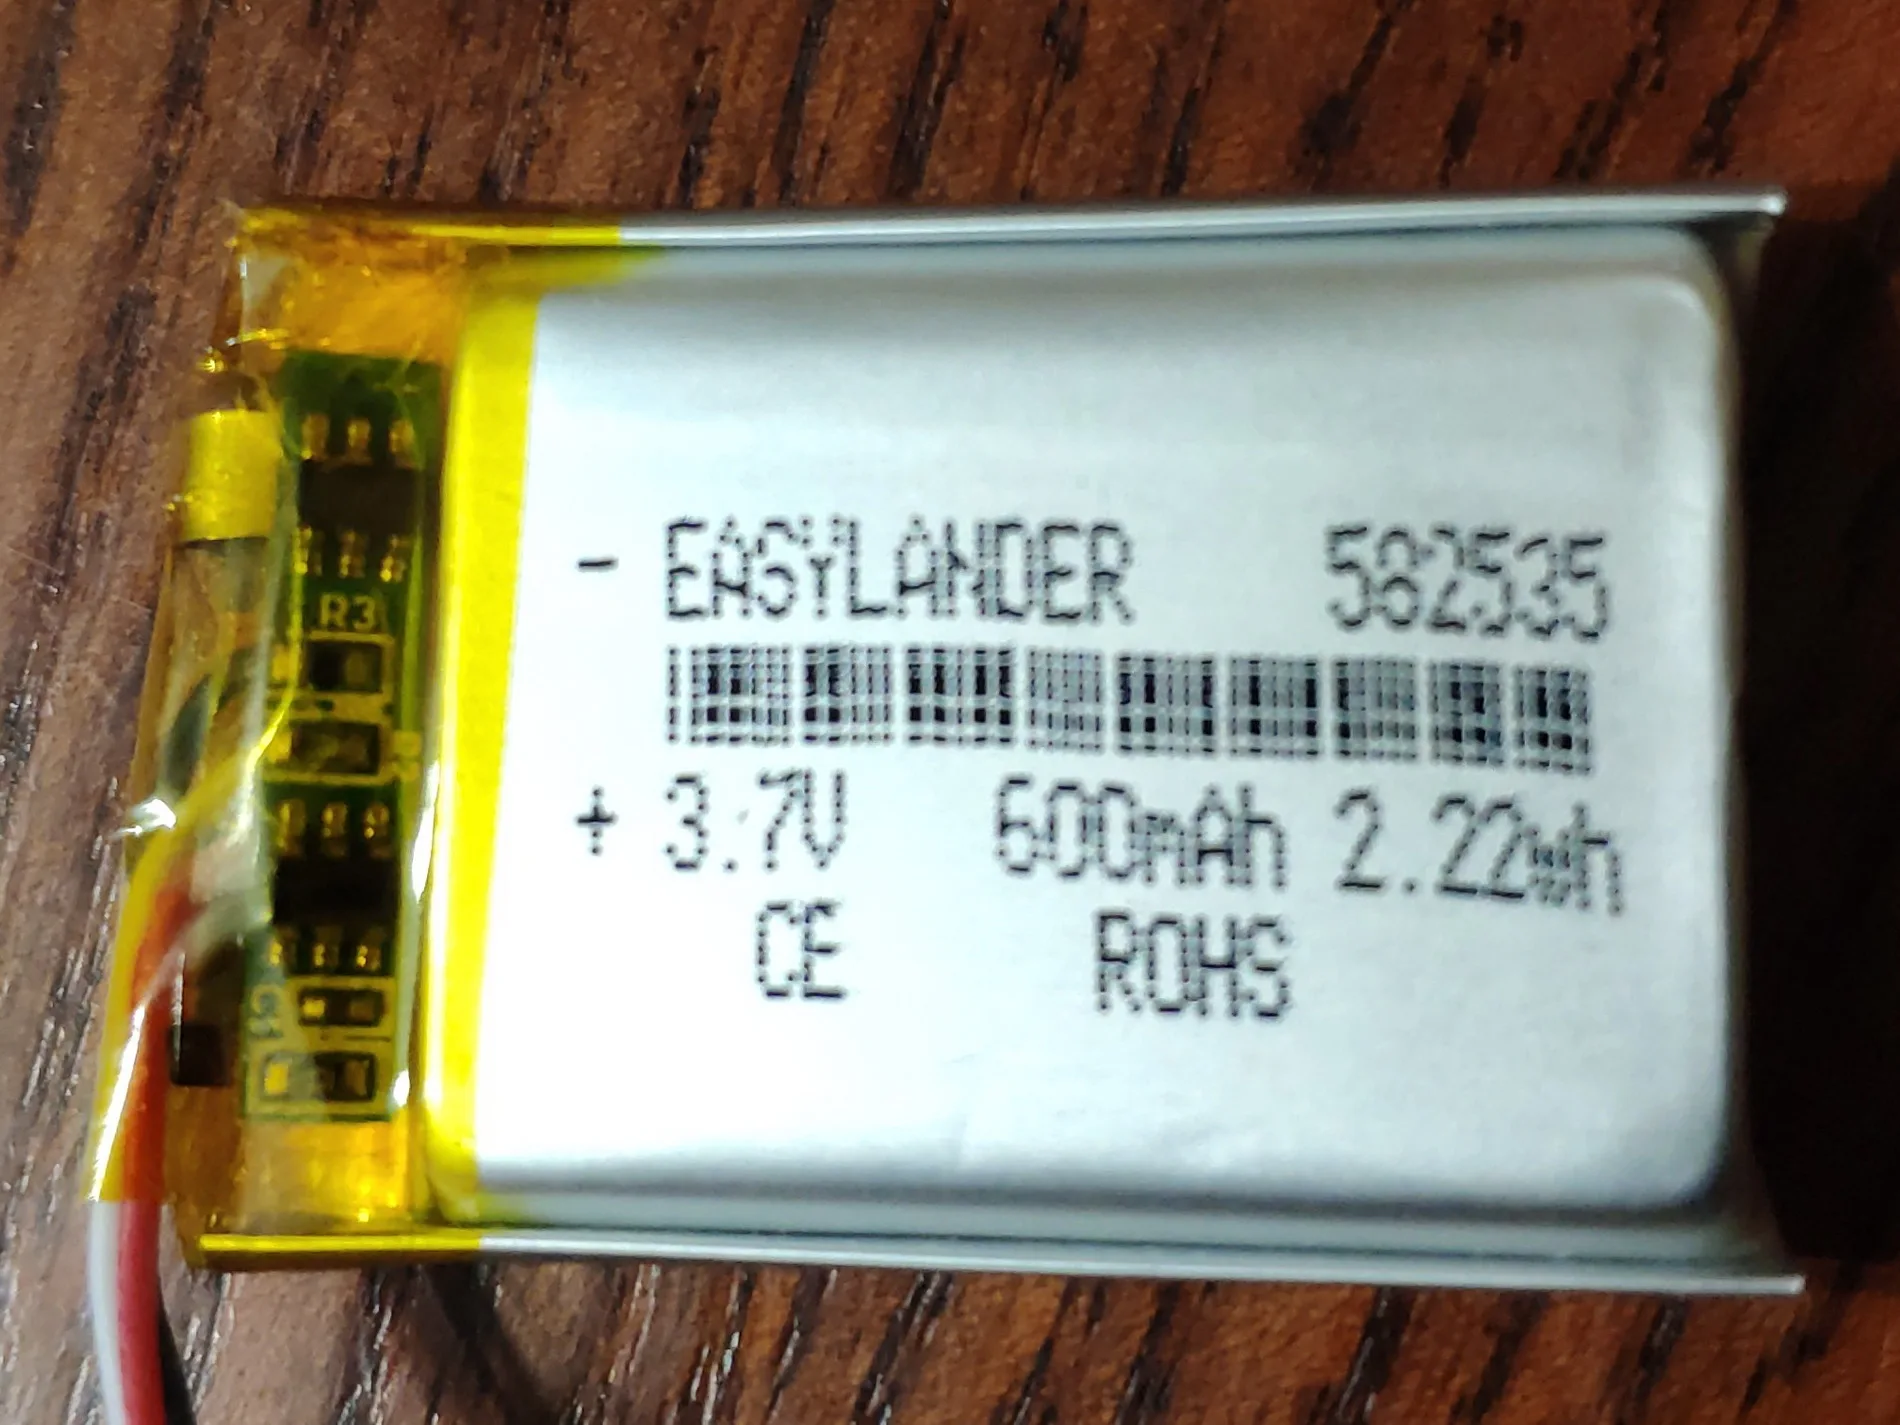 R3
- EASYLANDER 582535
+ 3.7V 600mAh 2.22wh
CE ROHS